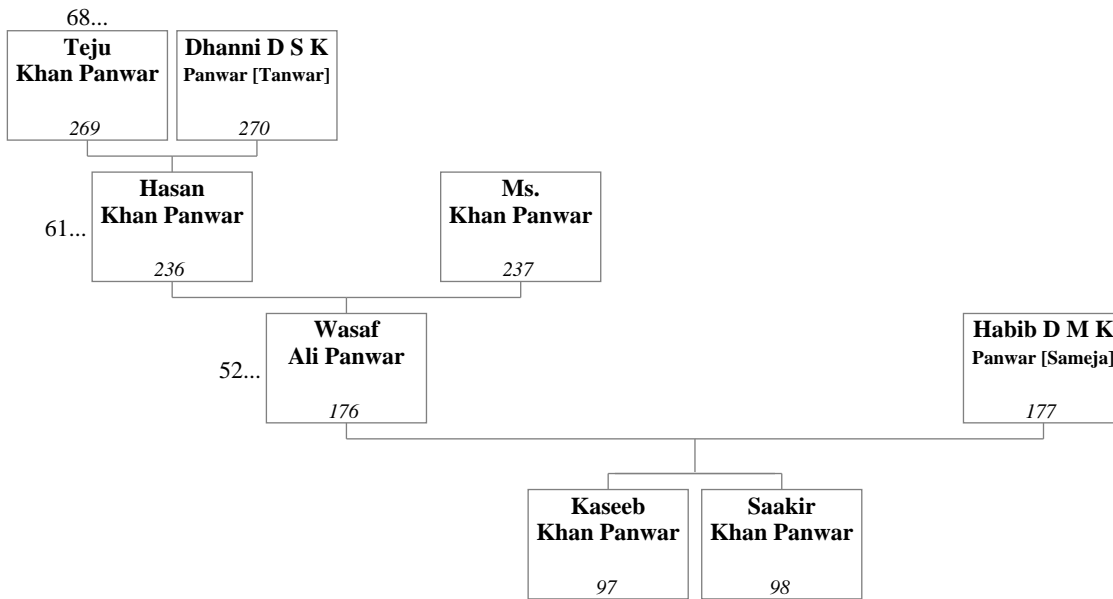 68...
Teju
Khan Panwar
269
Dhanni D S K
Panwar [Tanwar]
270
61...
Hasan
Khan Panwar
236
Ms.
Khan Panwar
237
52...
Wasaf
Ali Panwar
176
Habib D M K
Panwar [Sameja]
177
Kaseeb
Khan Panwar
97
Saakir
Khan Panwar
98